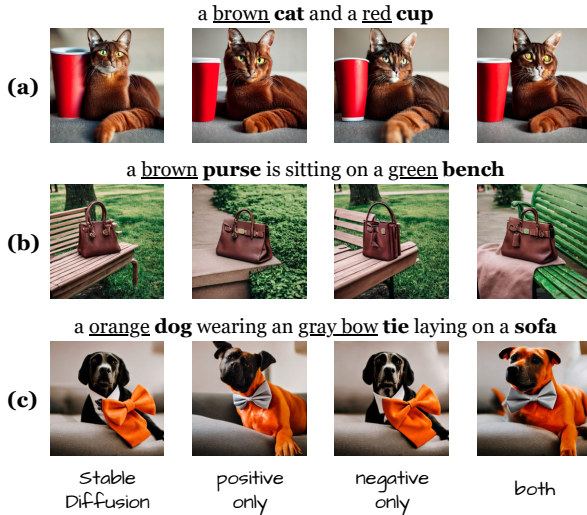 a brown cat and a red cup
(a)
a brown purse is sitting on a green bench
(b)
a orange dog wearing an gray bow tie laying on a sofa
(c)
Stable Diffusion
positive only
negative only
both